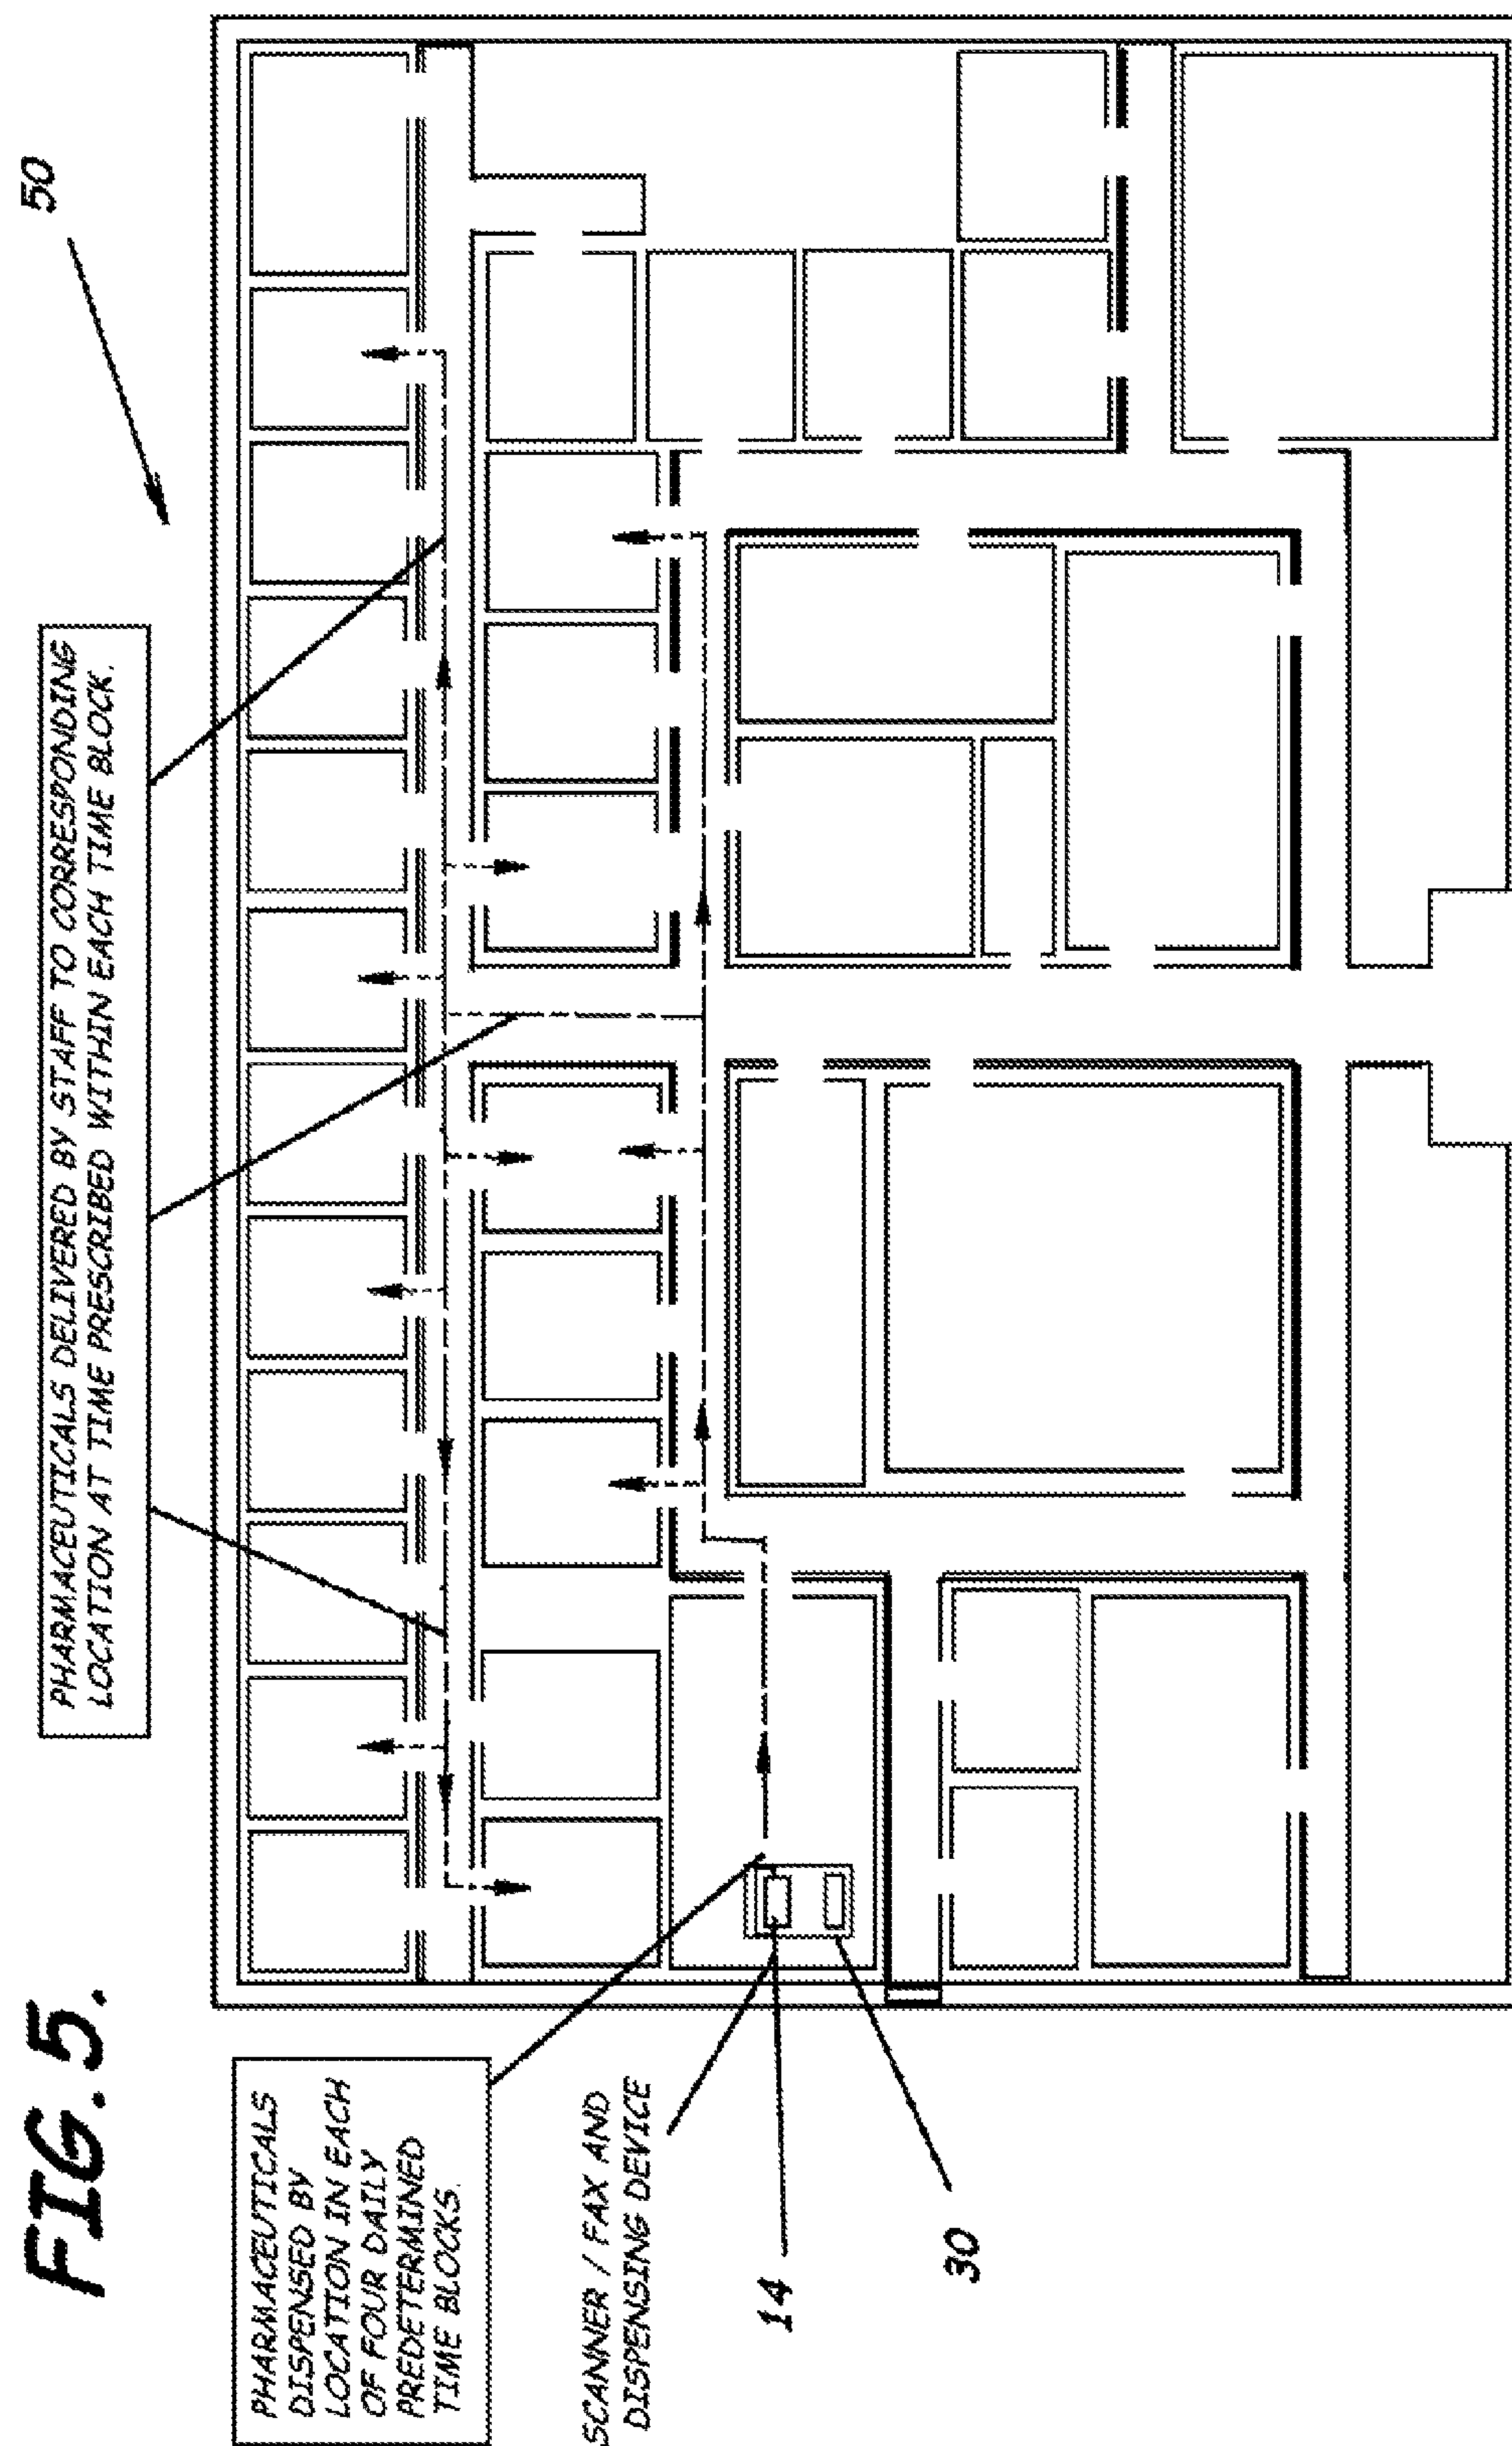 FIG. 5.
50
PHARMACEUTICALS DELIVERED BY STAFF TO CORRESPONDING
LOCATION AT TIME PRESCRIBED WITHIN EACH TIME BLOCK.
PHARMACEUTICALS
DISPENSED BY
LOCATION IN EACH
OF FOUR DAILY
PREDETERMINED
TIME BLOCKS.
SCANNER / FAX AND
DISPENSING DEVICE
14
30